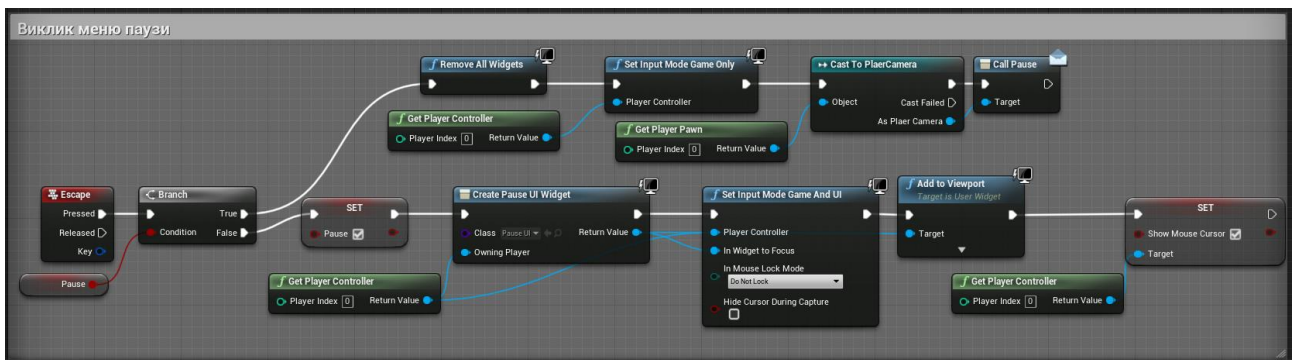 Виклик меню паузи
Remove All Widgets
Set Input Mode Game Only
Player Controller
Cast To PlaerCamera
Object
Cast Failed
As Plaer Camera
Call Pause
Target
Get Player Controller
Player Index 0 Return Value
Get Player Pawn
Player Index 0 Return Value
Escape
Pressed
Released
Key
Branch
Condition
True
False
Pause
SET
Pause
Create Pause UI Widget
Class Pause UI
Return Value
Owning Player
Get Player Controller
Player Index 0 Return Value
Set Input Mode Game And UI
Player Controller
In Widget to Focus
In Mouse Lock Mode
Do Not Lock
Hide Cursor During Capture
Add to Viewport
Target is User Widget
Target
Get Player Controller
Player Index 0 Return Value
SET
Show Mouse Cursor
Target